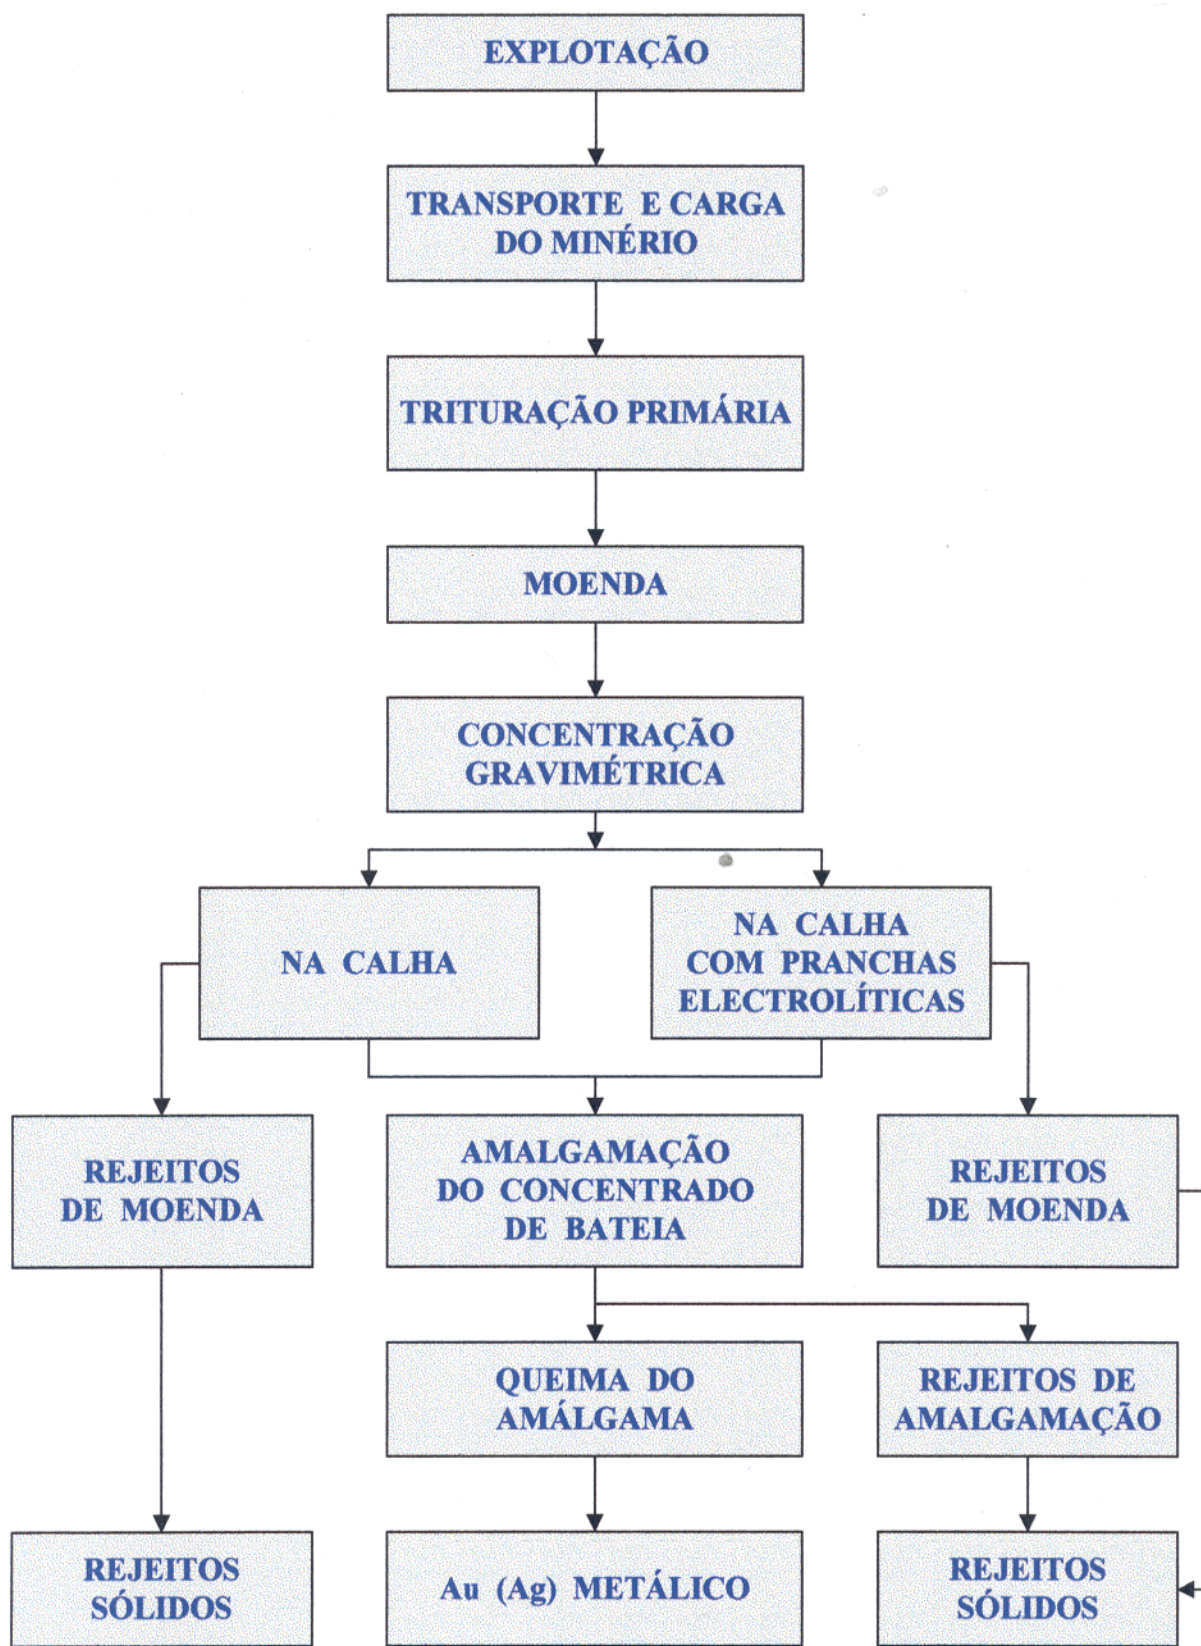 EXPLOTAÇÃO
TRANSPORTE E CARGA
DO MINÉRIO
TRITURAÇÃO PRIMÁRIA
MOENDA
CONCENTRAÇÃO
GRAVIMÉTRICA
NA CALHA
NA CALHA
COM PRANCHAS
ELECTROLÍTICAS
REJEITOS
DE MOENDA
AMALGAMAÇÃO
DO CONCENTRADO
DE BATEIA
REJEITOS
DE MOENDA
QUEIMA DO
AMÁLGAMA
REJEITOS DE
AMALGAMAÇÃO
REJEITOS
SÓLIDOS
Au (Ag) METÁLICO
REJEITOS
SÓLIDOS